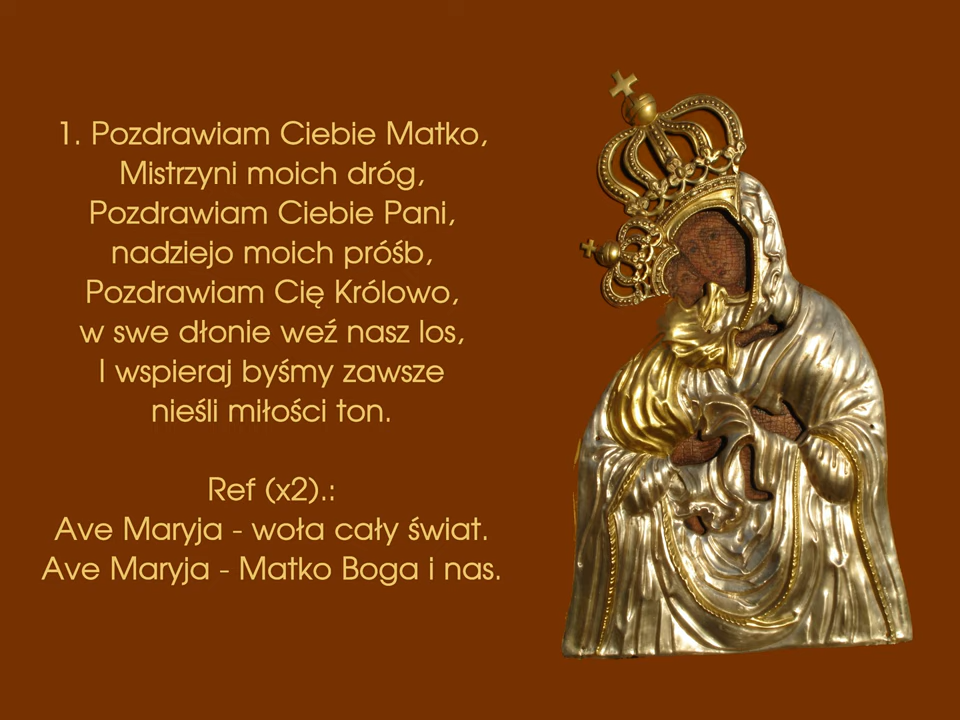 1. Pozdrawiam Ciebie Matko,
Mistrzyni moich dróg,
Pozdrawiam Ciebie Pani,
nadziejo moich próśb,
Pozdrawiam Cię Królowo,
w swe dłonie weź nasz los,
I wspieraj byśmy zawsze
nieśli miłości ton.
Ref (x2).:
Ave Maryja - woła cały świat.
Ave Maryja - Matko Boga i nas.